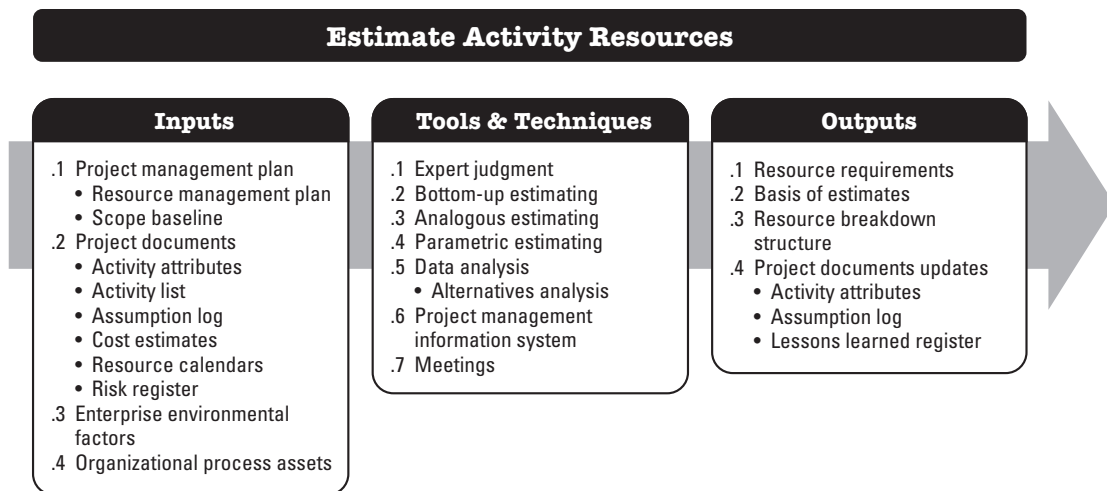 Estimate Activity Resources
Inputs
.1 Project management plan
• Resource management plan
• Scope baseline
.2 Project documents
• Activity attributes
• Activity list
• Assumption log
• Cost estimates
• Resource calendars
• Risk register
.3 Enterprise environmental
factors
.4 Organizational process assets
Tools & Techniques
.1 Expert judgment
.2 Bottom-up estimating
.3 Analogous estimating
.4 Parametric estimating
.5 Data analysis
• Alternatives analysis
.6 Project management
information system
.7 Meetings
Outputs
.1 Resource requirements
.2 Basis of estimates
.3 Resource breakdown
structure
.4 Project documents updates
• Activity attributes
• Assumption log
• Lessons learned register